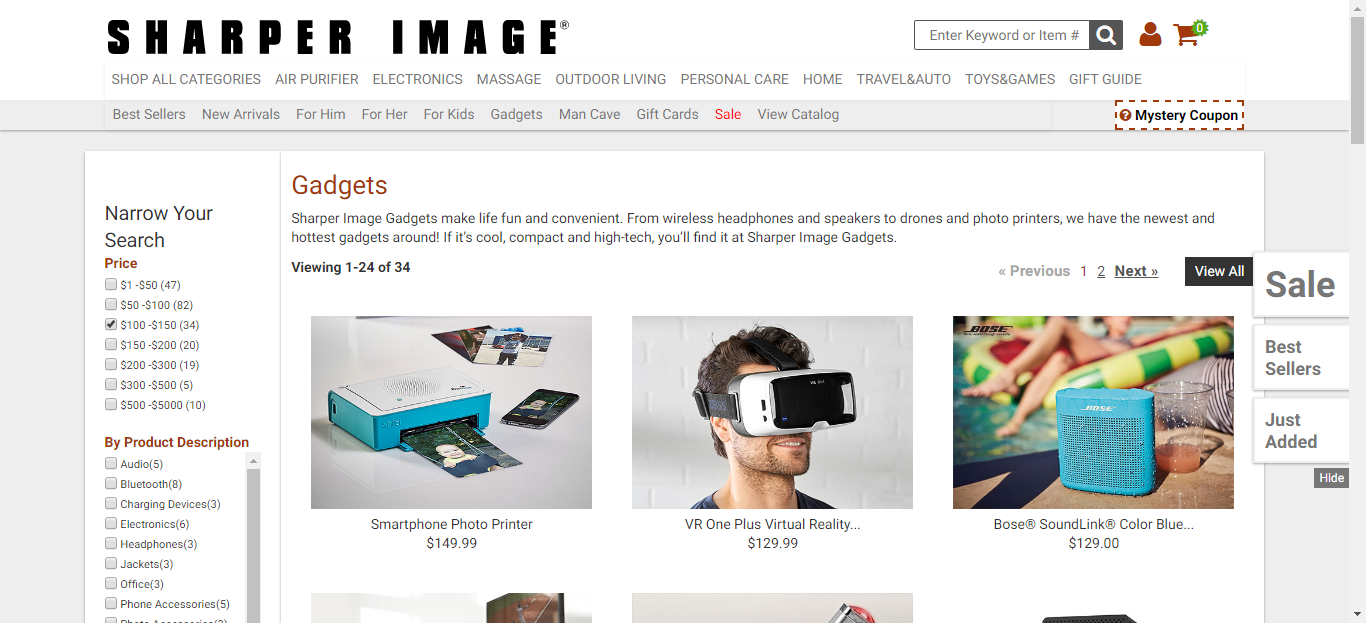 SHARPER IMAGE®
Enter Keyword or Item #
0
SHOP ALL CATEGORIES AIR PURIFIER ELECTRONICS MASSAGE OUTDOOR LIVING PERSONAL CARE HOME TRAVEL&AUTO TOYS&GAMES GIFT GUIDE
Best Sellers New Arrivals For Him For Her For Kids Gadgets Man Cave Gift Cards Sale View Catalog
? Mystery Coupon
Narrow Your
Search
Price
$1 -$50 (47)
$50 -$100 (82)
$100 -$150 (34)
$150 -$200 (20)
$200 -$300 (19)
$300 -$500 (5)
$500 -$5000 (10)
By Product Description
Audio(5)
Bluetooth(8)
Charging Devices(3)
Electronics(6)
Headphones(3)
Jackets(3)
Office(3)
Phone Accessories(5)
Gadgets
Sharper Image Gadgets make life fun and convenient. From wireless headphones and speakers to drones and photo printers, we have the newest and
hottest gadgets around! If it's cool, compact and high-tech, you'll find it at Sharper Image Gadgets.
Viewing 1-24 of 34
« Previous 1 2 Next »
View All
BOSE
BOSE
Smartphone Photo Printer
$149.99
VR One Plus Virtual Reality...
$129.99
Bose® SoundLink® Color Blue...
$129.00
Sale
Best
Sellers
Just
Added
Hide